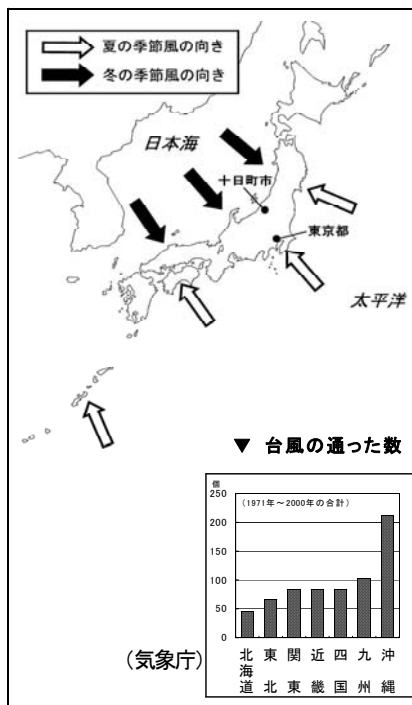 夏の季節風の向き
冬の季節風の向き
日本海
十日町市
東京都
太平洋
▼ 台風の通った数
個
(1971年～2000年の合計)
250
200
150
100
50
0
北海道
東北
関東
近畿
四国
九州
沖縄
(気象庁)